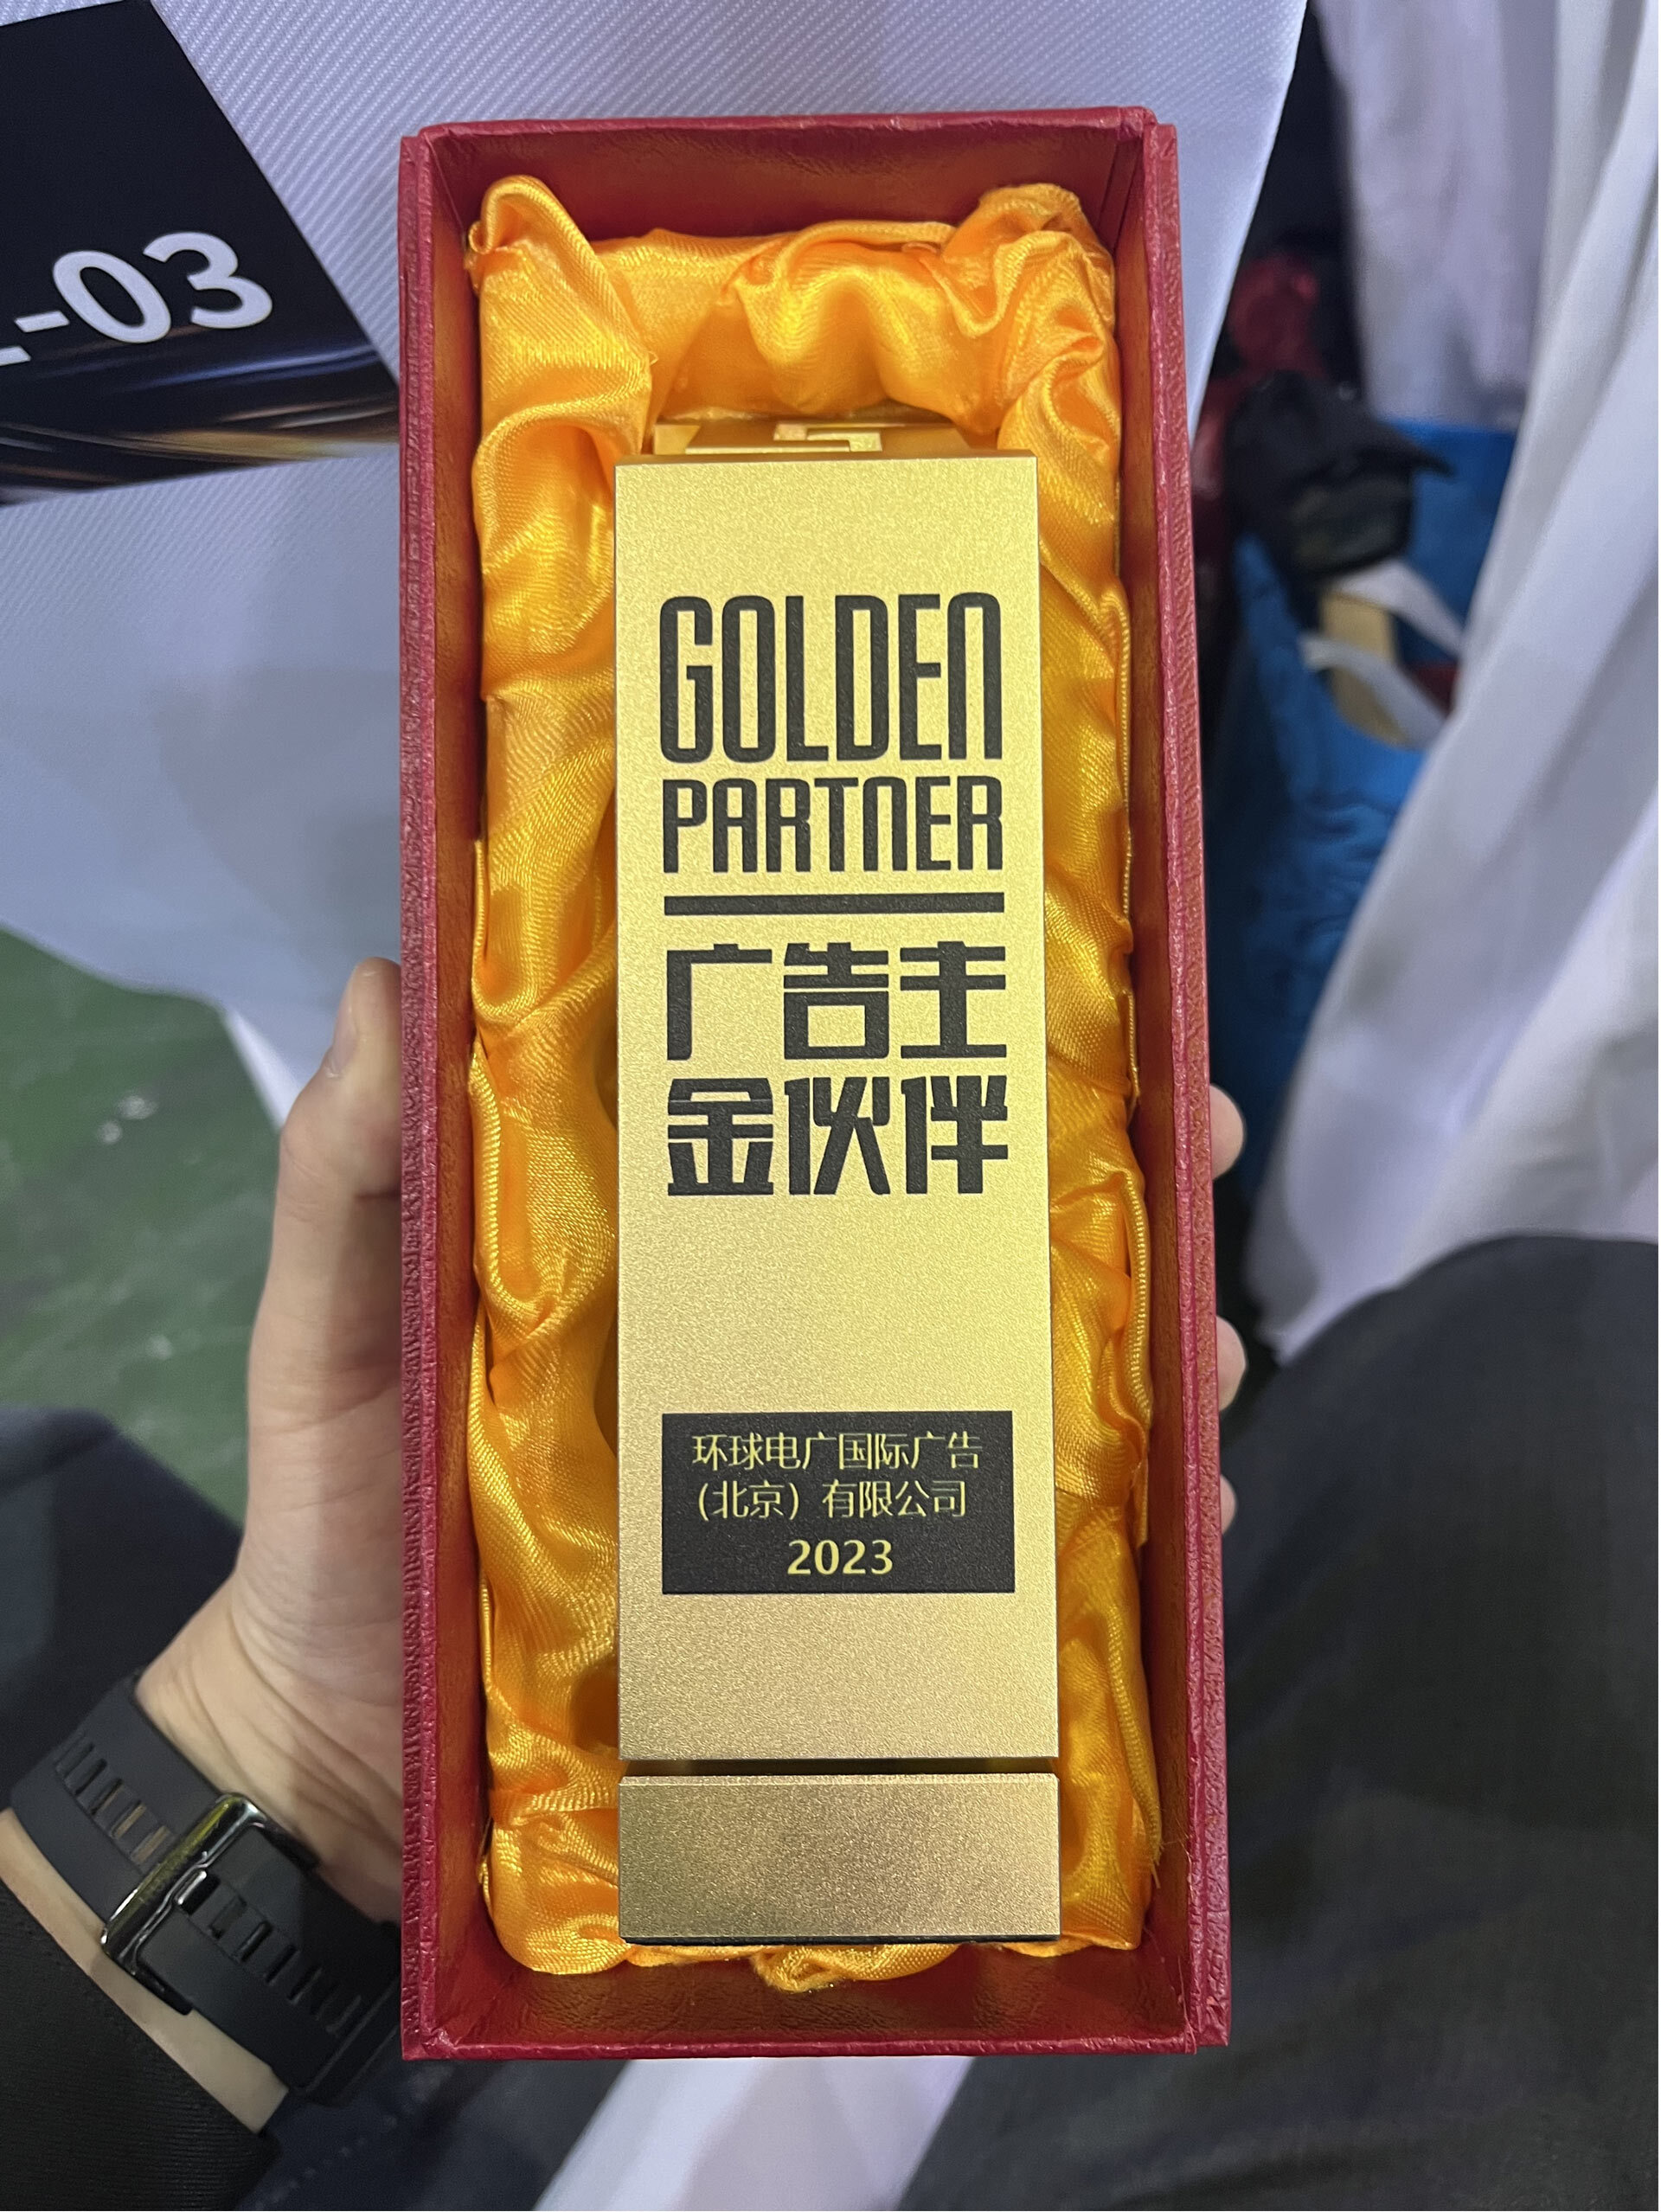 -03
GOLDEN
PARTNER
广告主
金伙伴
环球电广国际广告
（北京）有限公司
2023